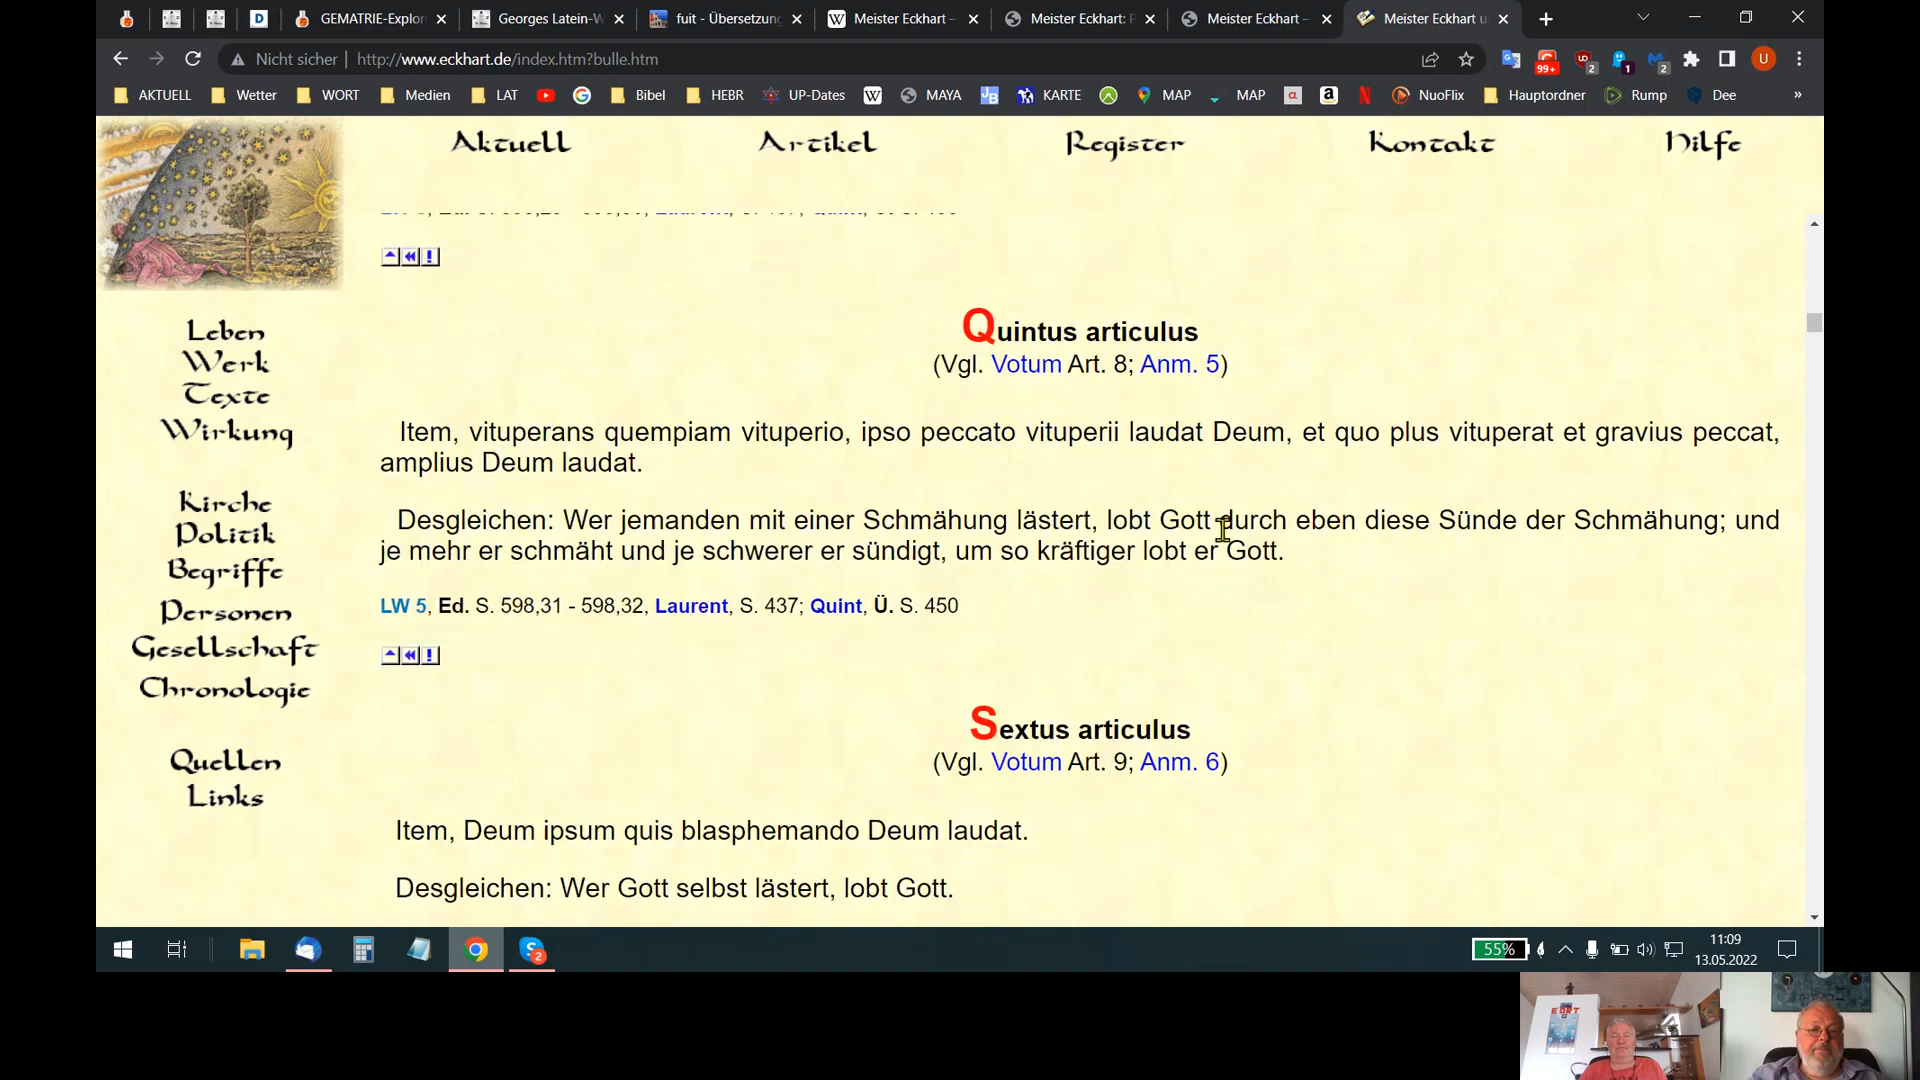 GEMATRIE-Explor
Georges Latein-W
fuit - Übersetzung
Meister Eckhart –
Meister Eckhart: P
Meister Eckhart –
Meister Eckhart u
Nicht sicher | http://www.eckhart.de/index.htm?bulle.htm
99+ 2 1 2 U
AKTUELL Wetter WORT Medien LAT Bibel HEBR UP-Dates MAYA KARTE MAP MAP NuoFlix Hauptordner Rump Dee »
Aktuell Artikel Register Kontakt Hilfe
Leben
Werk
Texte
Wirkung
Kirche
Politik
Begriffe
Personen
Gesellschaft
Chronologie
Quellen
Links
Quintus articulus
(Vgl. Votum Art. 8; Anm. 5)
Item, vituperans quempiam vituperio, ipso peccato vituperii laudat Deum, et quo plus vituperat et gravius peccat,
amplius Deum laudat.
Desgleichen: Wer jemanden mit einer Schmähung lästert, lobt Gott durch eben diese Sünde der Schmähung; und
je mehr er schmäht und je schwerer er sündigt, um so kräftiger lobt er Gott.
LW 5, Ed. S. 598,31 - 598,32, Laurent, S. 437; Quint, Ü. S. 450
Sextus articulus
(Vgl. Votum Art. 9; Anm. 6)
Item, Deum ipsum quis blasphemando Deum laudat.
Desgleichen: Wer Gott selbst lästert, lobt Gott.
2
55%
11:09
13.05.2022